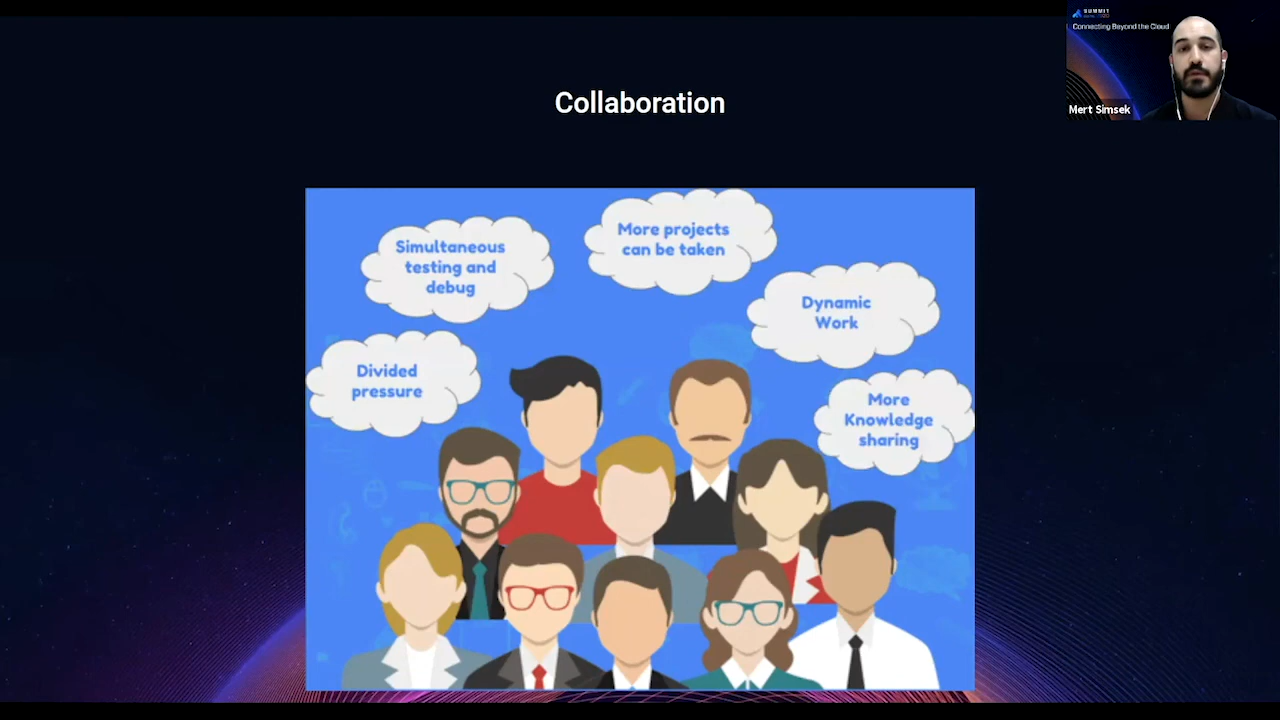 SUMMIT
Connecting Beyond the Cloud
Mert Simsek
Collaboration
More projects
can be taken
Simultaneous
testing and
debug
Dynamic
Work
Divided
pressure
More
Knowledge
sharing